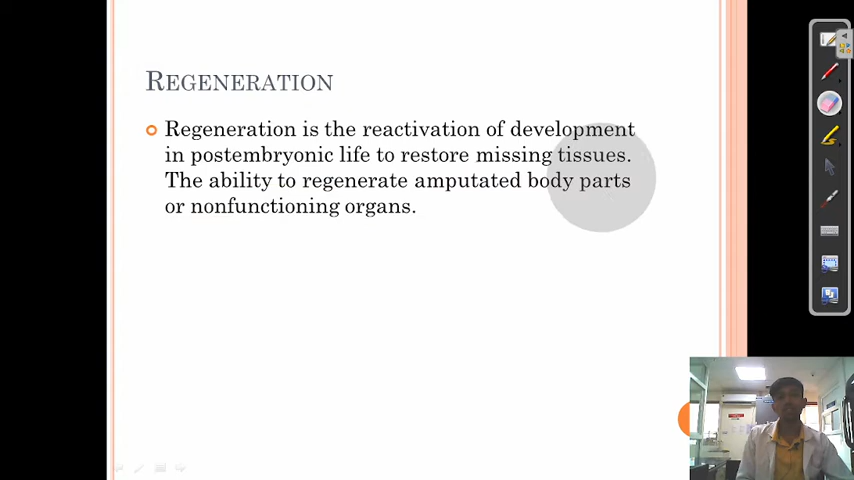 REGENERATION
Regeneration is the reactivation of development
in postembryonic life to restore missing tissues.
The ability to regenerate amputated body parts
or nonfunctioning organs.